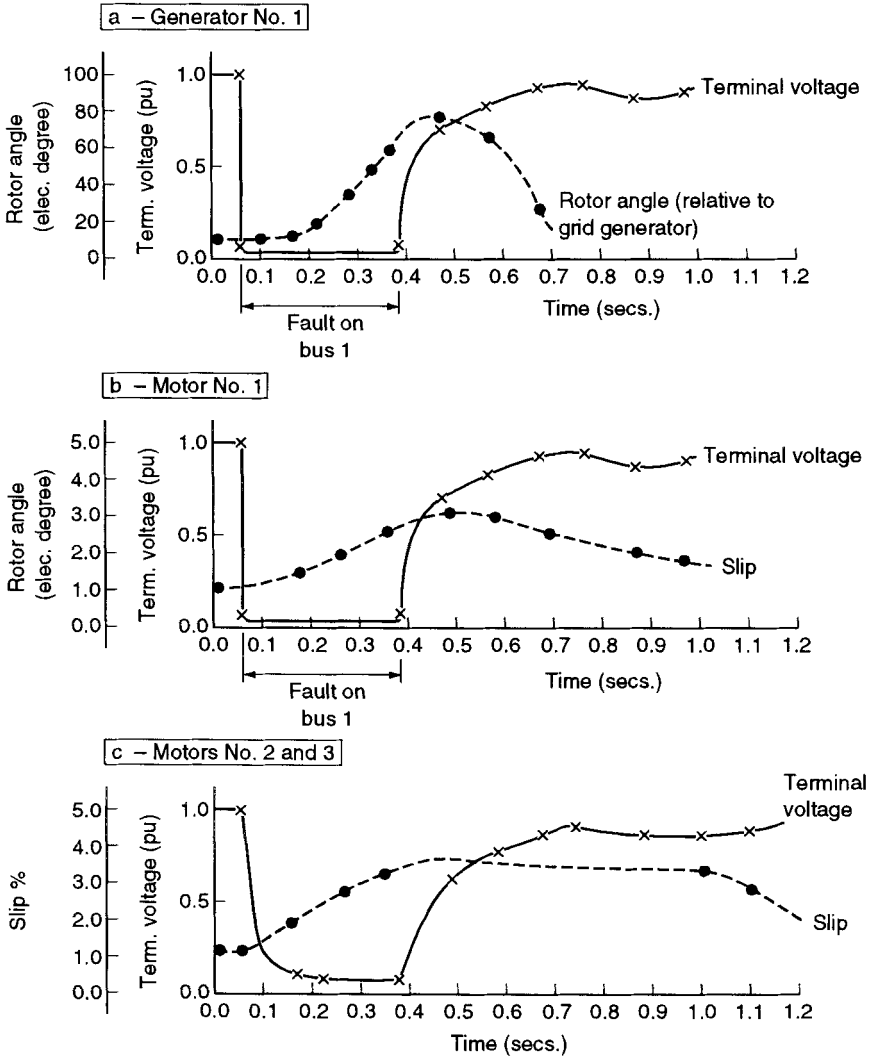 a – Generator No. 1
Rotor angle
(elec. degree)
100
80
60
40
20
0
Term. voltage (pu)
1.0
0.5
0.0
Terminal voltage
Rotor angle (relative to
grid generator)
0.0 0.1 0.2 0.3 0.4 0.5 0.6 0.7 0.8 0.9 1.0 1.1 1.2
Time (secs.)
Fault on
bus 1
b – Motor No. 1
Rotor angle
(elec. degree)
5.0
4.0
3.0
2.0
1.0
0.0
Term. voltage (pu)
1.0
0.5
0.0
Terminal voltage
Slip
0.0 0.1 0.2 0.3 0.4 0.5 0.6 0.7 0.8 0.9 1.0 1.1 1.2
Time (secs.)
Fault on
bus 1
c – Motors No. 2 and 3
Slip %
5.0
4.0
3.0
2.0
1.0
0.0
Term. voltage (pu)
1.0
0.5
0.0
Terminal
voltage
Slip
0.0 0.1 0.2 0.3 0.4 0.5 0.6 0.7 0.8 0.9 1.0 1.1 1.2
Time (secs.)